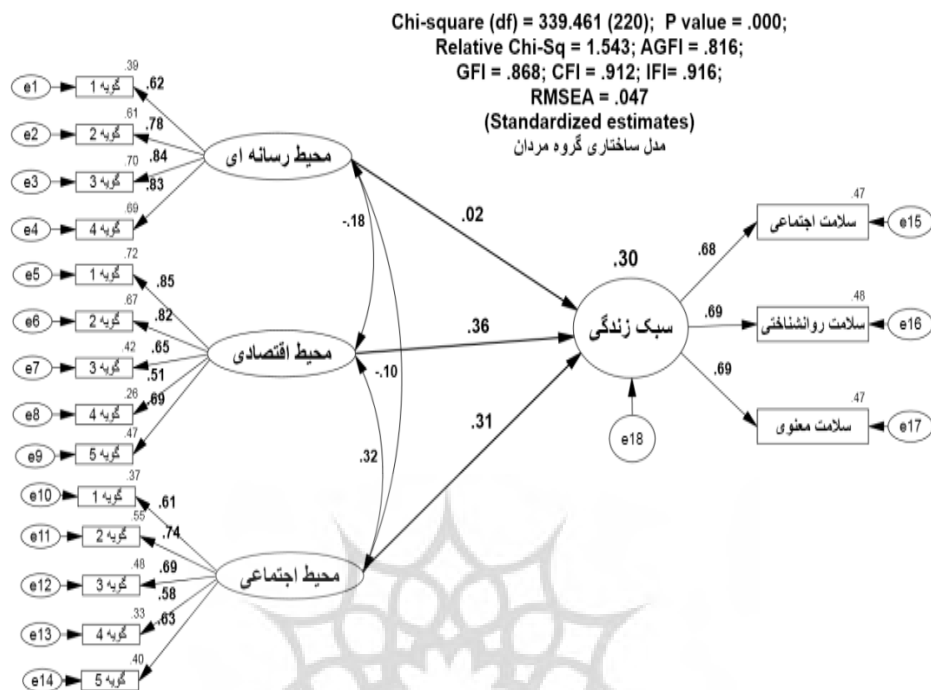 Chi-square (df) = 339.461 (220); P value = .000;
Relative Chi-Sq = 1.543; AGFI = .816;
GFI = .868; CFI = .912; IFI= .916;
RMSEA = .047
(Standardized estimates)
مدل ساختاری گروه مردان
.39
e1
گویه 1
.62
.61
e2
گویه 2
.78
.70
e3
گویه 3
.84
.69
e4
گویه 4
.83
محیط رسانه ای
.72
e5
گویه 1
.85
.67
e6
گویه 2
.82
.42
e7
گویه 3
.65
.26
e8
گویه 4
.51
.47
e9
گویه 5
.69
محیط اقتصادی
.37
e10
گویه 1
.61
.55
e11
گویه 2
.74
.48
e12
گویه 3
.69
.33
e13
گویه 4
.58
.40
e14
گویه 5
.63
محیط اجتماعی
-.18
-.10
.32
.02
.36
.31
.30
سبک زندگی
e18
.68
.47
سلامت اجتماعی
e15
.69
.48
سلامت روانشناختی
e16
.69
.47
سلامت معنوی
e17